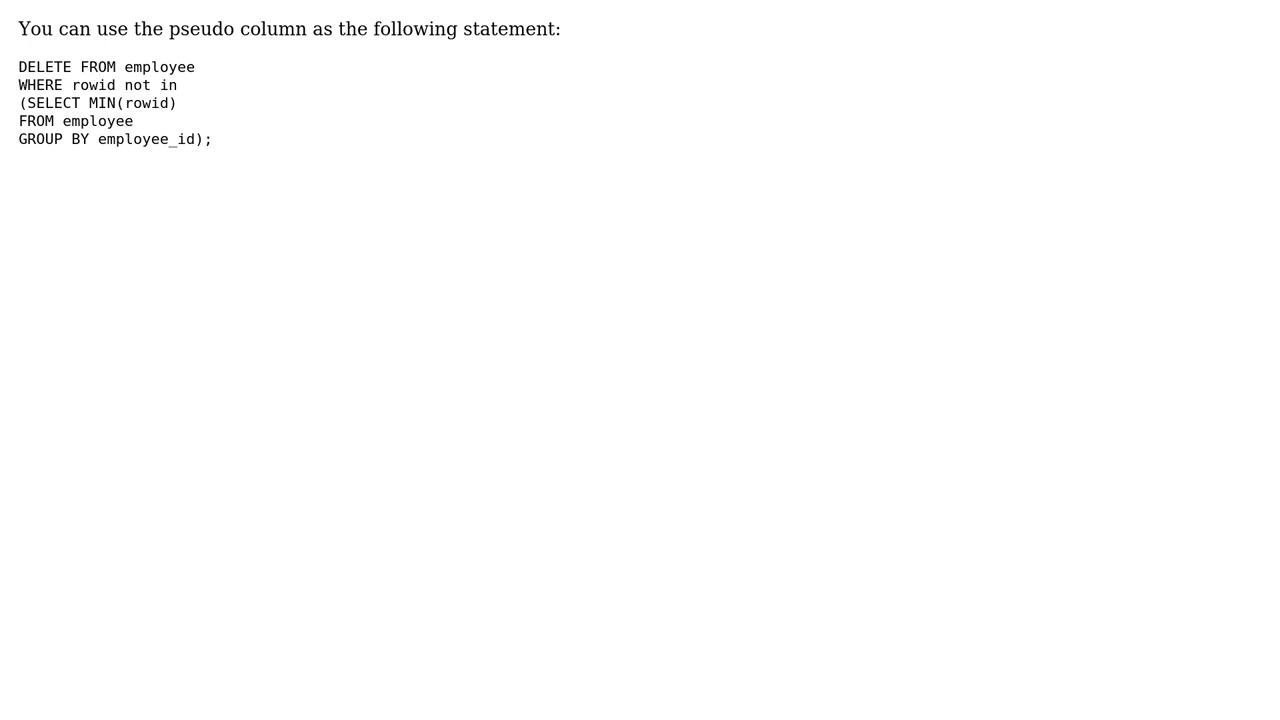 You can use the pseudo column as the following statement:
DELETE FROM employee
WHERE rowid not in
(SELECT MIN(rowid)
FROM employee
GROUP BY employee_id);